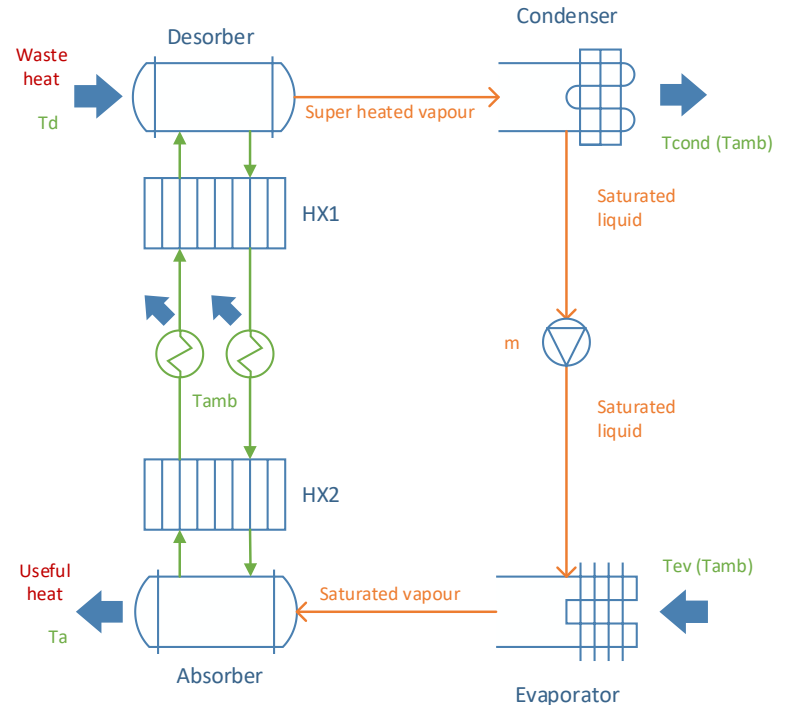 Condenser
Desorber
Waste
heat
Td
Super heated vapour
Tcond (Tamb)
Saturated
liquid
HX1
m
Tamb
Saturated
liquid
HX2
Tev (Tamb)
Useful
heat
Saturated vapour
Ta
Absorber
Evaporator